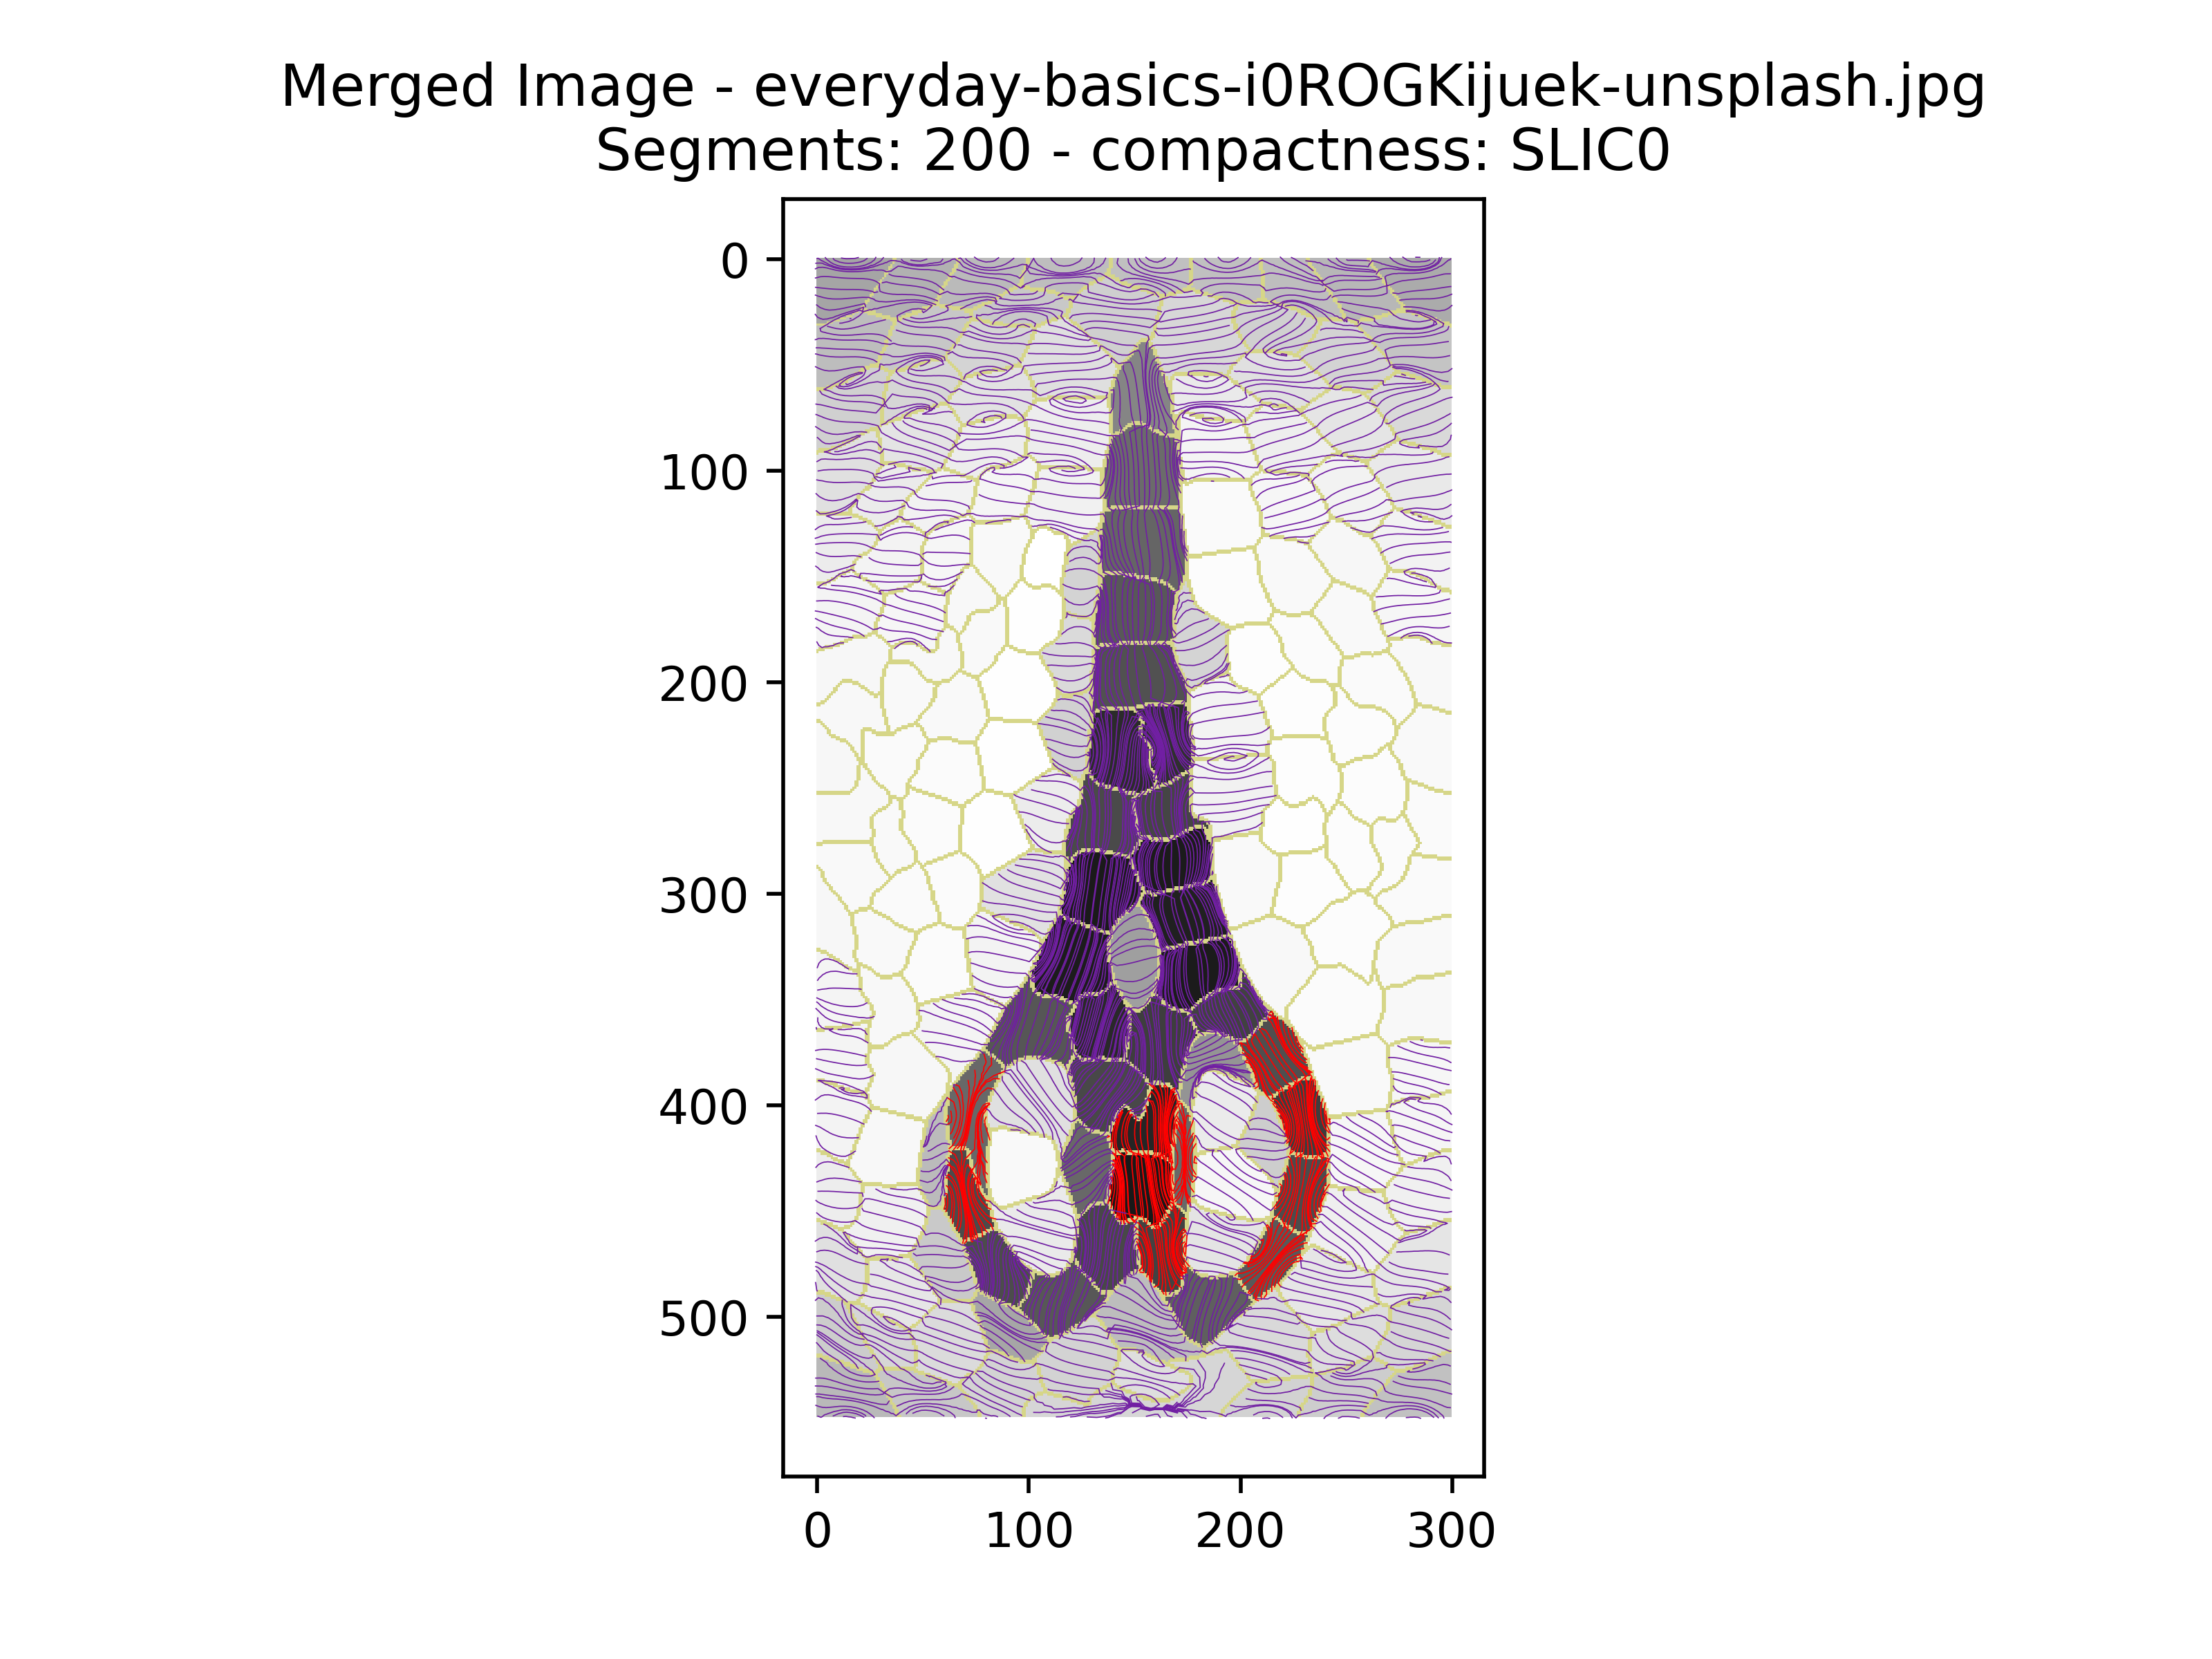 Merged Image - everyday-basics-i0ROGKijuek-unsplash.jpg
Segments: 200 - compactness: SLIC0
0
100
200
300
400
500
0 100 200 300